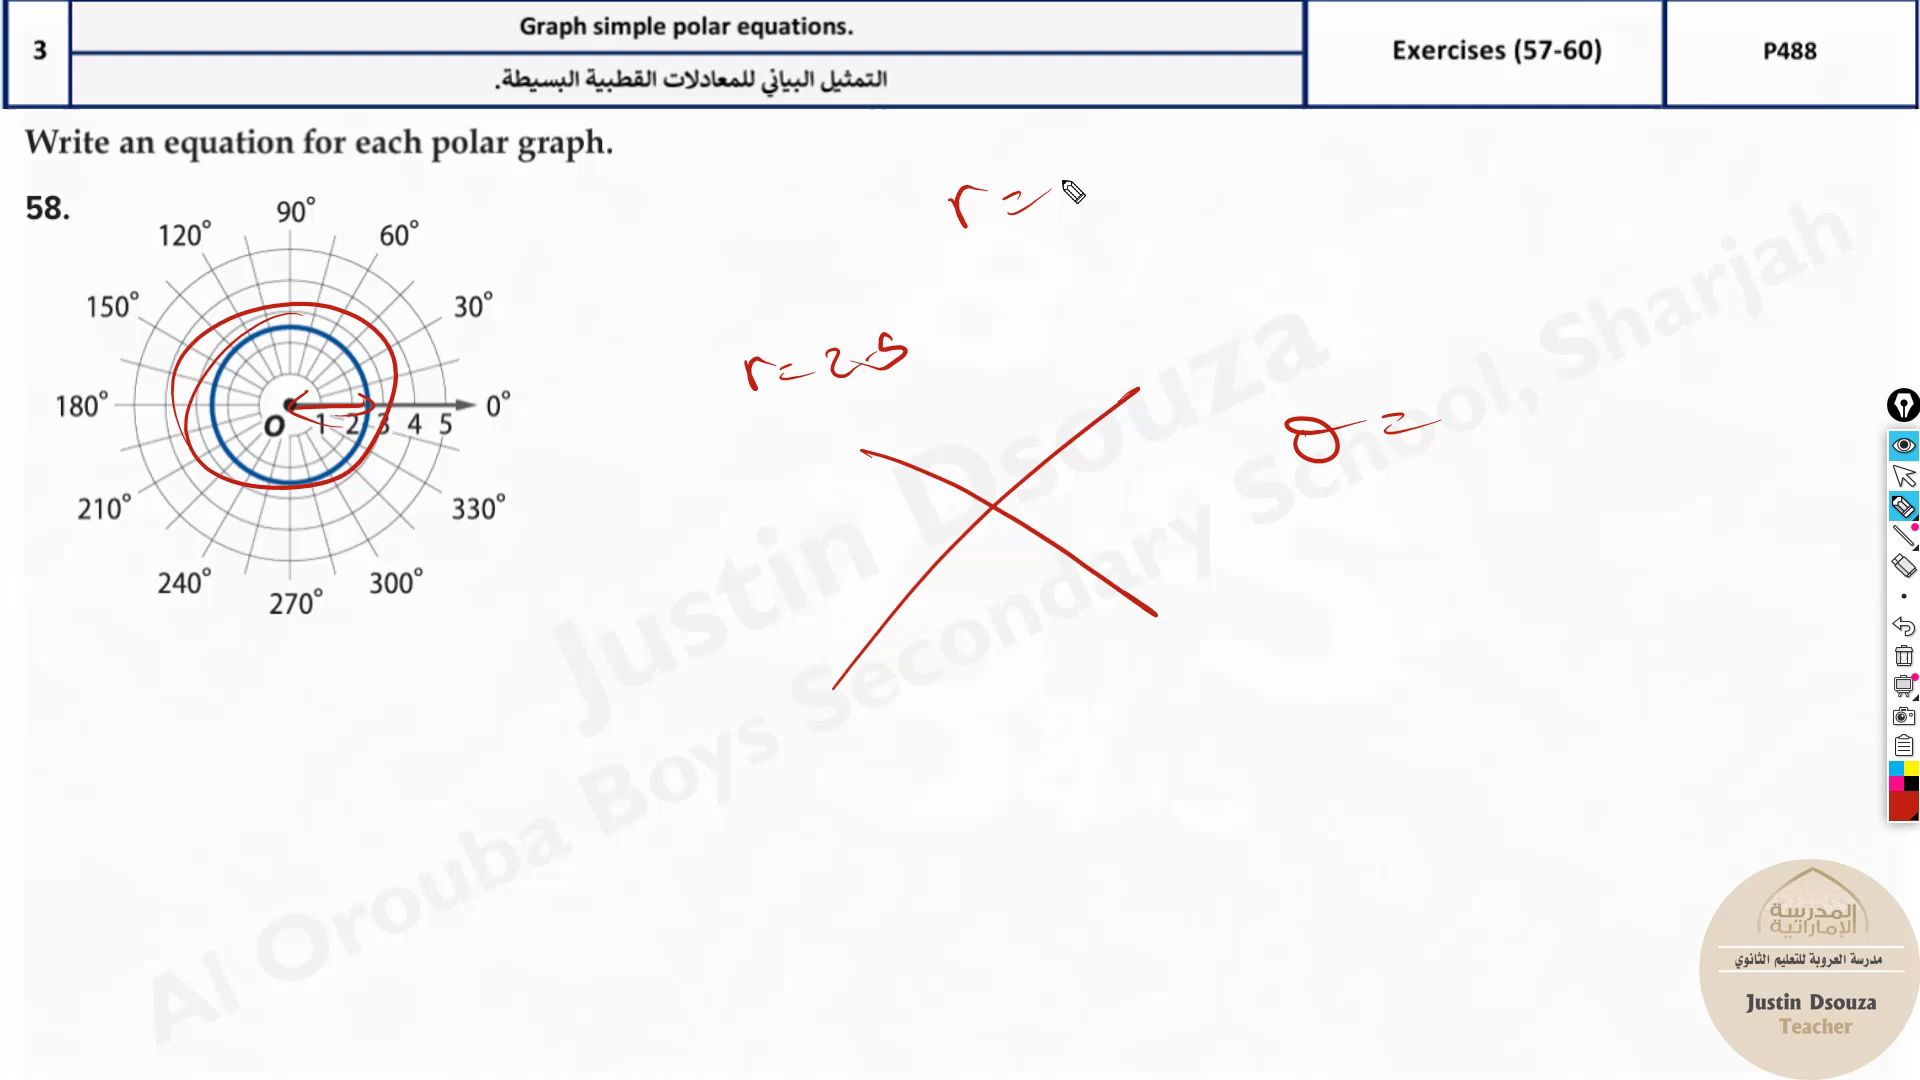 3
Graph simple polar equations.
التمثيل البياني للمعادلات القطبية البسيطة.
Exercises (57-60)
P488
Write an equation for each polar graph.
58.
90°
120°
60°
150°
30°
180°
0°
O 1 2 3 4 5
210°
330°
240°
300°
270°
r =
r = 2.5
θ =
Justin Dsouza
Al Orouba Boys Secondary School, Sharjah
المدرسة
الإماراتية
مدرسة العروبة للتعليم الثانوي
Justin Dsouza
Teacher